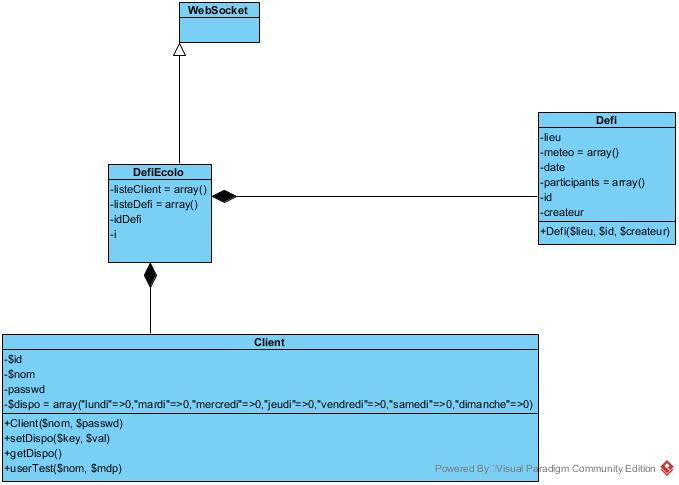 WebSocket
DefiEcolo
-listeClient = array()
-listeDefi = array()
-idDefi
-i
Defi
-lieu
-meteo = array()
-date
-participants = array()
-id
-createur
+Defi($lieu, $id, $createur)
Client
-$id
-$nom
-passwd
-$dispo = array("lundi"=>0,"mardi"=>0,"mercredi"=>0,"jeudi"=>0,"vendredi"=>0,"samedi"=>0,"dimanche"=>0)
+Client($nom, $passwd)
+setDispo($key, $val)
+getDispo()
+userTest($nom, $mdp)
Powered By Visual Paradigm Community Edition